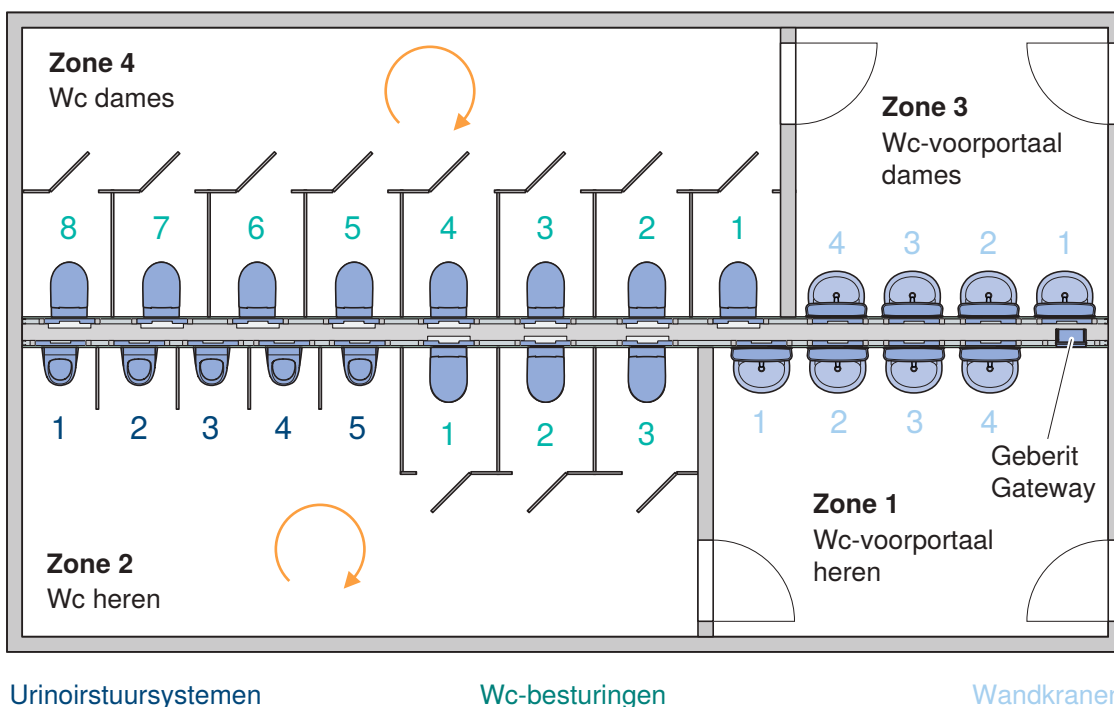 Zone 4
Wc dames
Zone 3
Wc-voorportaal
dames
8 7 6 5 4 3 2 1
4 3 2 1
1 2 3 4 5
1 2 3
1 2 3 4
Geberit
Gateway
Zone 1
Wc-voorportaal
heren
Zone 2
Wc heren
Urinoirstuursystemen Wc-besturingen Wandkranen